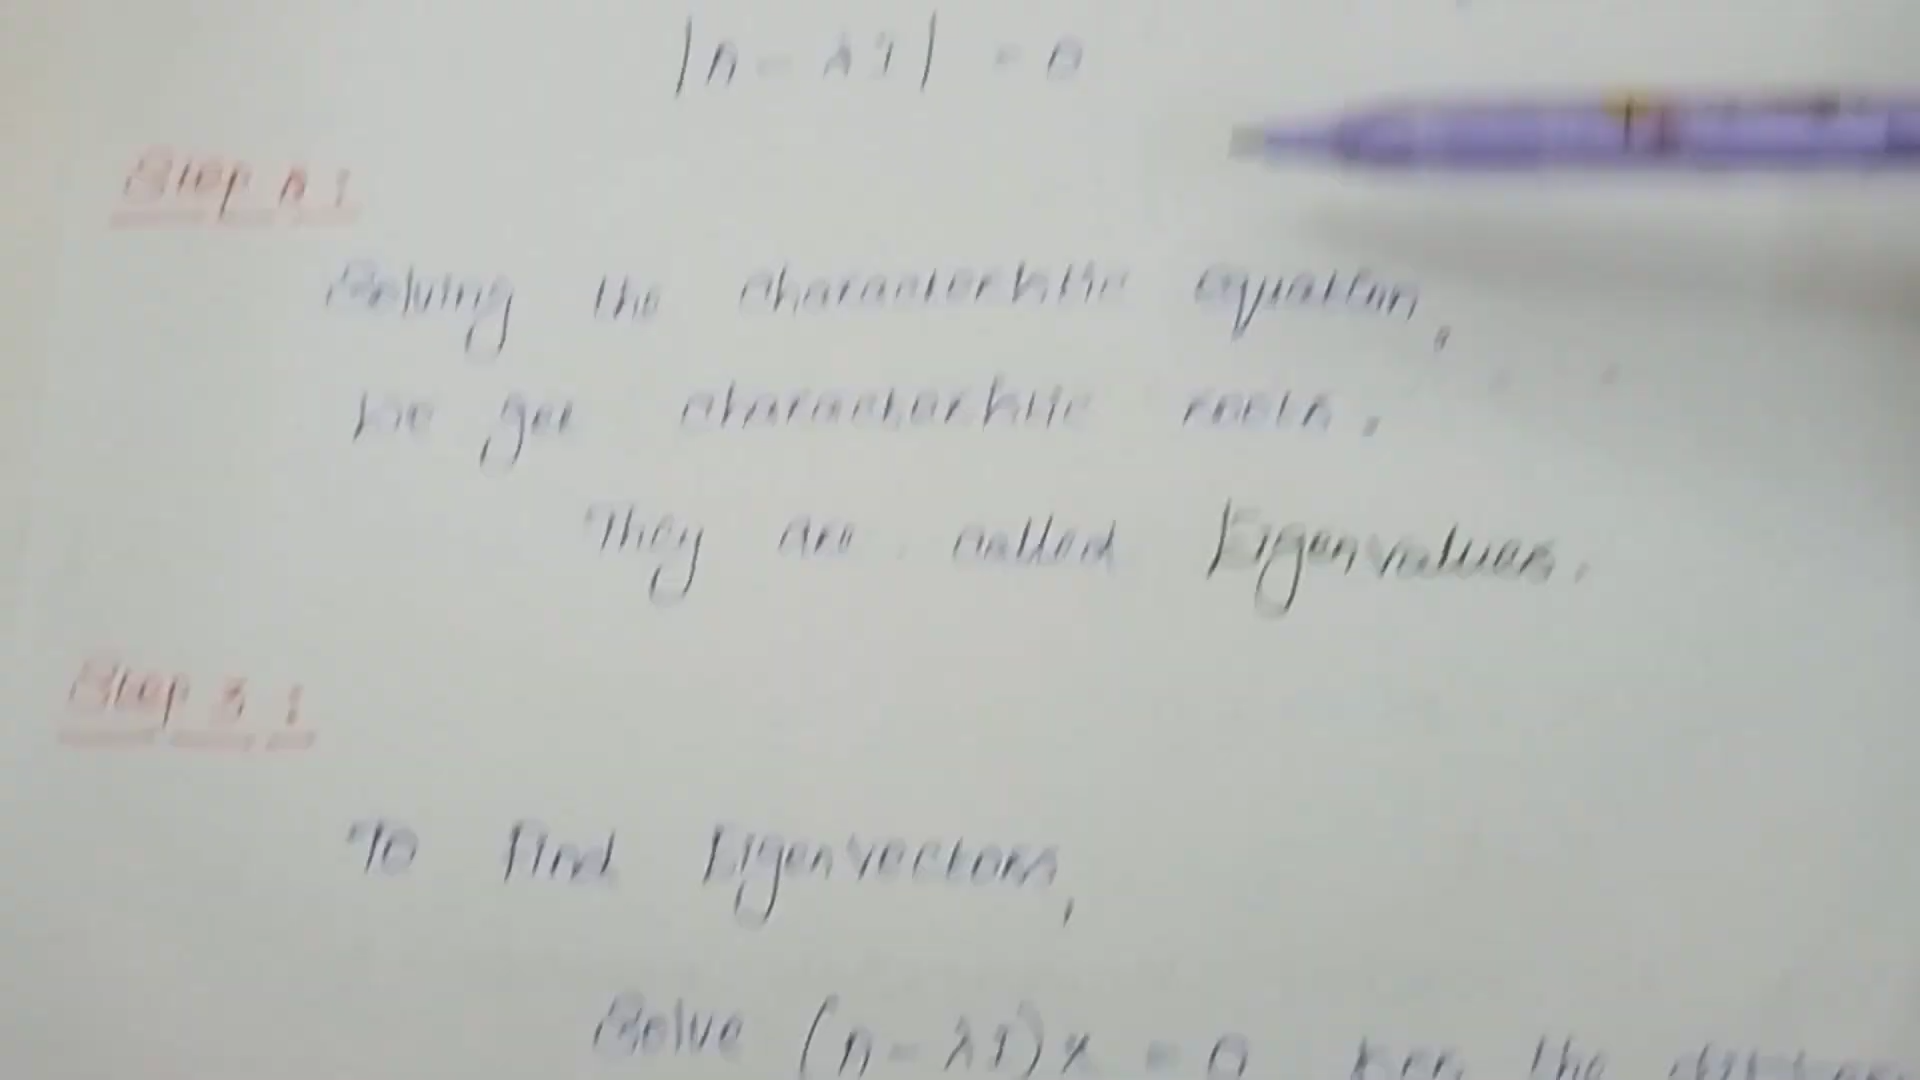 |A - λI| = 0
Step 2 :
Solving the characteristic equation,
we get characteristic roots.
They are called Eigenvalues.
Step 3 :
To find Eigenvectors,
Solve (A - λI)X = 0 for the